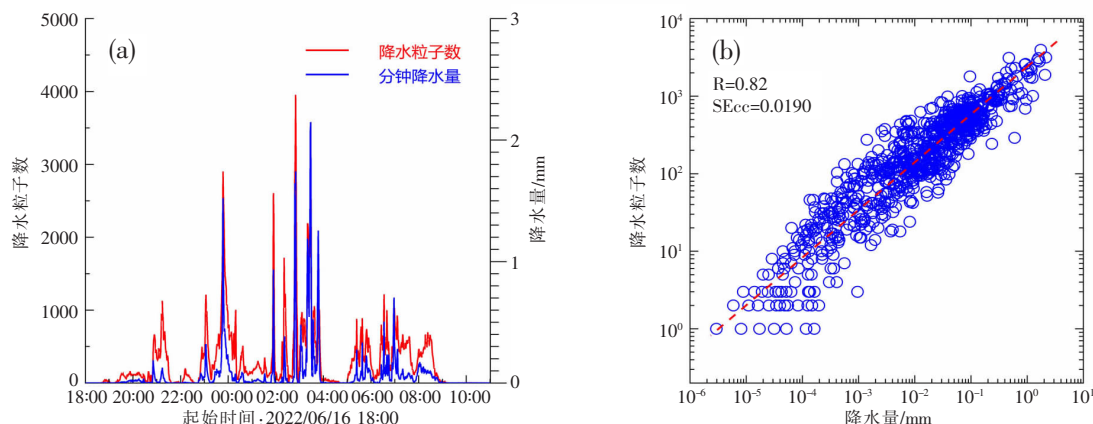 (a)
降水粒子数
分钟降水量
5000
4000
3000
2000
1000
0
降水粒子数
3
2
1
0
降水量/mm
18:00 20:00 22:00 00:00 02:00 04:00 06:00 08:00 10:00
起始时间·2022/06/16 18:00
(b)
R=0.82
SEcc=0.0190
10⁴
10³
10²
10¹
10⁰
降水粒子数
10⁻⁶ 10⁻⁵ 10⁻⁴ 10⁻³ 10⁻² 10⁻¹ 10⁰ 10¹
降水量/mm